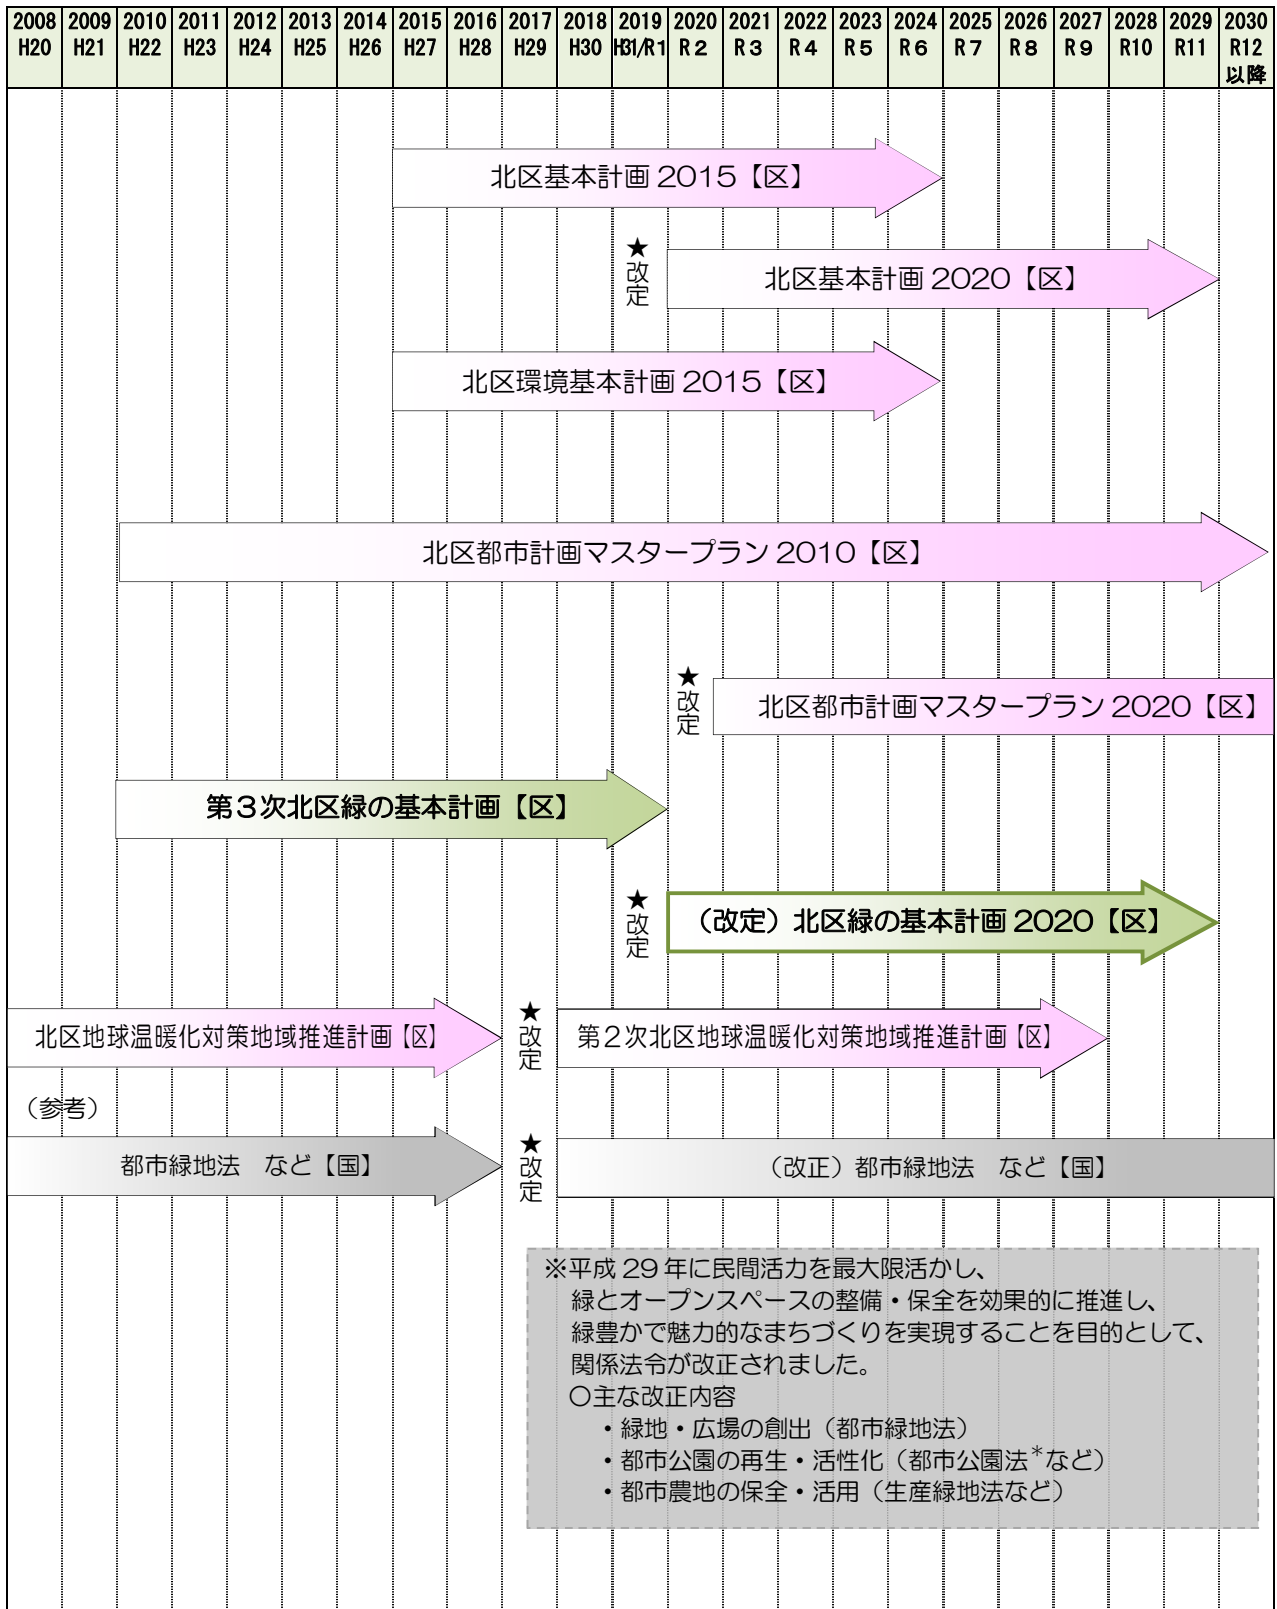 2008 2009 2010 2011 2012 2013 2014 2015 2016 2017 2018 2019 2020 2021 2022 2023 2024 2025 2026 2027 2028 2029 2030
H20 H21 H22 H23 H24 H25 H26 H27 H28 H29 H30 H31/R1 R2 R3 R4 R5 R6 R7 R8 R9 R10 R11 R12
以降
北区基本計画 2015【区】
★改定
北区基本計画 2020【区】
北区環境基本計画 2015【区】
北区都市計画マスタープラン 2010【区】
★改定
北区都市計画マスタープラン 2020【区】
第3次北区緑の基本計画【区】
★改定
（改定）北区緑の基本計画 2020【区】
北区地球温暖化対策地域推進計画【区】
★改定
第2次北区地球温暖化対策地域推進計画【区】
（参考）
都市緑地法　など【国】
★改定
（改正）都市緑地法　など【国】
※平成 29 年に民間活力を最大限活かし、
緑とオープンスペースの整備・保全を効果的に推進し、
緑豊かで魅力的なまちづくりを実現することを目的として、
関係法令が改正されました。
○主な改正内容
・緑地・広場の創出（都市緑地法）
・都市公園の再生・活性化（都市公園法*など）
・都市農地の保全・活用（生産緑地法など）